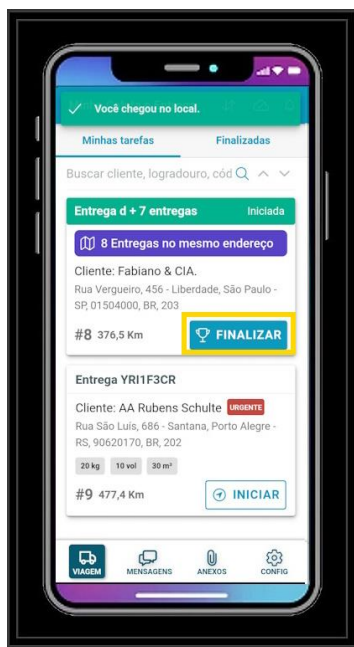 Você chegou no local.
Minhas tarefas
Finalizadas
Buscar cliente, logradouro, cód
Entrega d + 7 entregas
Iniciada
8 Entregas no mesmo endereço
Cliente: Fabiano & CIA.
Rua Vergueiro, 456 - Liberdade, São Paulo -
SP, 01504000, BR, 203
#8 376,5 Km
FINALIZAR
Entrega YRI1F3CR
Cliente: AA Rubens Schulte URGENTE
Rua São Luís, 686 - Santana, Porto Alegre -
RS, 90620170, BR, 202
20 kg 10 vol 30 m³
#9 477,4 Km
INICIAR
VIAGEM
MENSAGENS
ANEXOS
CONFIG